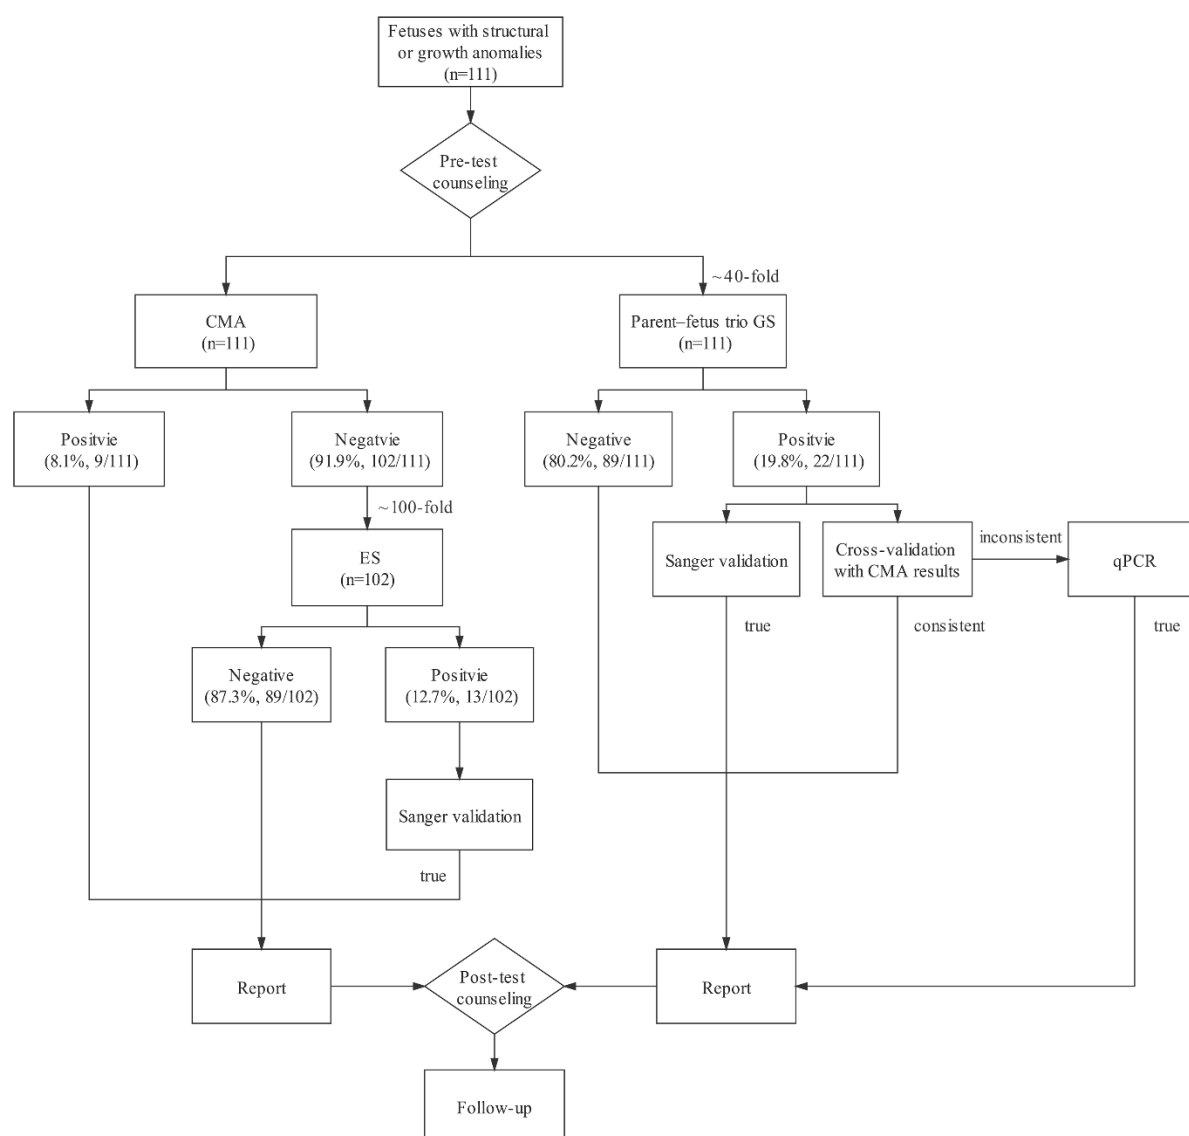 Fetuses with structural
or growth anomalies
(n=111)
Pre-test
counseling
~40-fold
CMA
(n=111)
Parent–fetus trio GS
(n=111)
Positvie
(8.1%, 9/111)
Negatvie
(91.9%, 102/111)
Negative
(80.2%, 89/111)
Positvie
(19.8%, 22/111)
~100-fold
ES
(n=102)
Sanger validation
Cross-validation
with CMA results
inconsistent
qPCR
true
consistent
true
Negative
(87.3%, 89/102)
Positvie
(12.7%, 13/102)
Sanger validation
true
Report
Post-test
counseling
Report
Follow-up